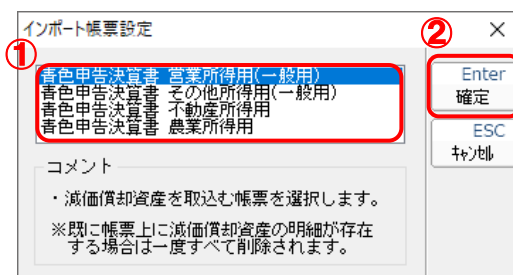 インポート帳票設定
①
②
青色申告決算書 営業所得用(一般用)
青色申告決算書 その他所得用(一般用)
青色申告決算書 不動産所得用
青色申告決算書 農業所得用
Enter
確定
ESC
ｷｬﾝｾﾙ
コメント
・減価償却資産を取込む帳票を選択します。
※既に帳票上に減価償却資産の明細が存在
する場合は一度すべて削除されます。